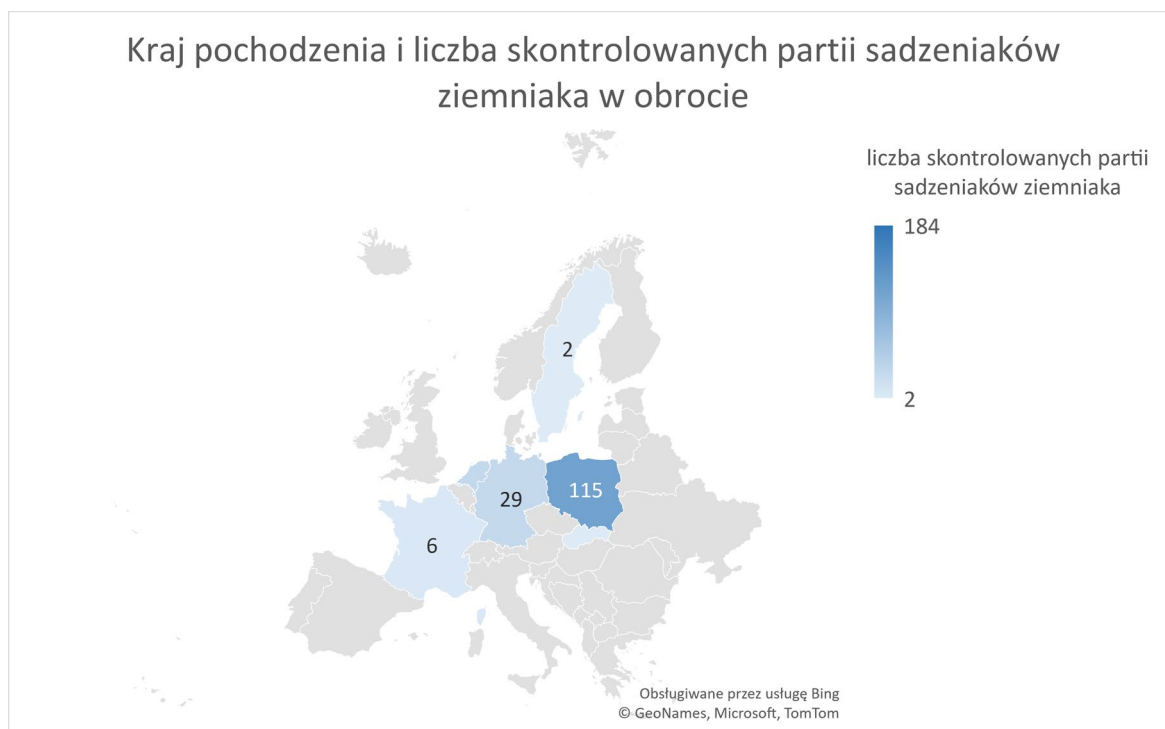 Kraj pochodzenia i liczba skontrolowanych partii sadzeniaków
ziemniaka w obrocie
liczba skontrolowanych partii
sadzeniaków ziemniaka
184
2
2
29
115
6
Obsługiwane przez usługę Bing
© GeoNames, Microsoft, TomTom